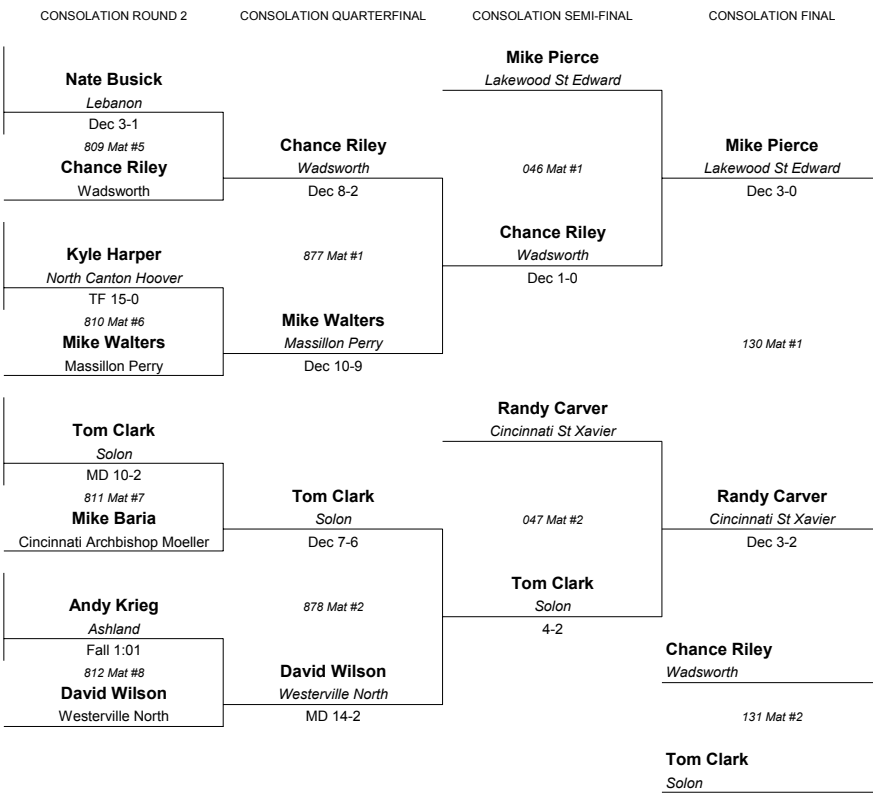 CONSOLATION ROUND 2
CONSOLATION QUARTERFINAL
CONSOLATION SEMI-FINAL
CONSOLATION FINAL
Nate Busick
Lebanon
Dec 3-1
809 Mat #5
Chance Riley
Wadsworth
Kyle Harper
North Canton Hoover
TF 15-0
810 Mat #6
Mike Walters
Massillon Perry
Tom Clark
Solon
MD 10-2
811 Mat #7
Mike Baria
Cincinnati Archbishop Moeller
Andy Krieg
Ashland
Fall 1:01
812 Mat #8
David Wilson
Westerville North
Chance Riley
Wadsworth
Dec 8-2
877 Mat #1
Mike Walters
Massillon Perry
Dec 10-9
Tom Clark
Solon
Dec 7-6
878 Mat #2
David Wilson
Westerville North
MD 14-2
Mike Pierce
Lakewood St Edward
046 Mat #1
Chance Riley
Wadsworth
Dec 1-0
Randy Carver
Cincinnati St Xavier
047 Mat #2
Tom Clark
Solon
4-2
Mike Pierce
Lakewood St Edward
Dec 3-0
130 Mat #1
Randy Carver
Cincinnati St Xavier
Dec 3-2
Chance Riley
Wadsworth
131 Mat #2
Tom Clark
Solon